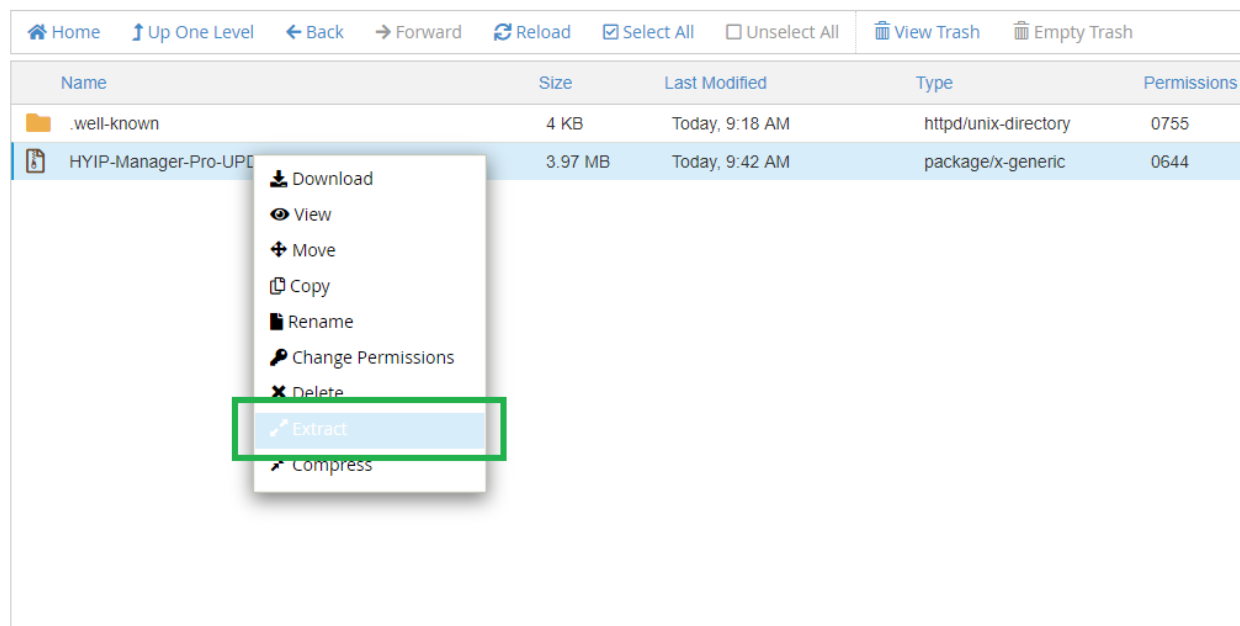 Home Up One Level Back Forward Reload Select All Unselect All View Trash Empty Trash
Name Size Last Modified Type Permissions
.well-known 4 KB Today, 9:18 AM httpd/unix-directory 0755
HYIP-Manager-Pro-UPD 3.97 MB Today, 9:42 AM package/x-generic 0644
Download
View
Move
Copy
Rename
Change Permissions
Delete
Extract
Compress